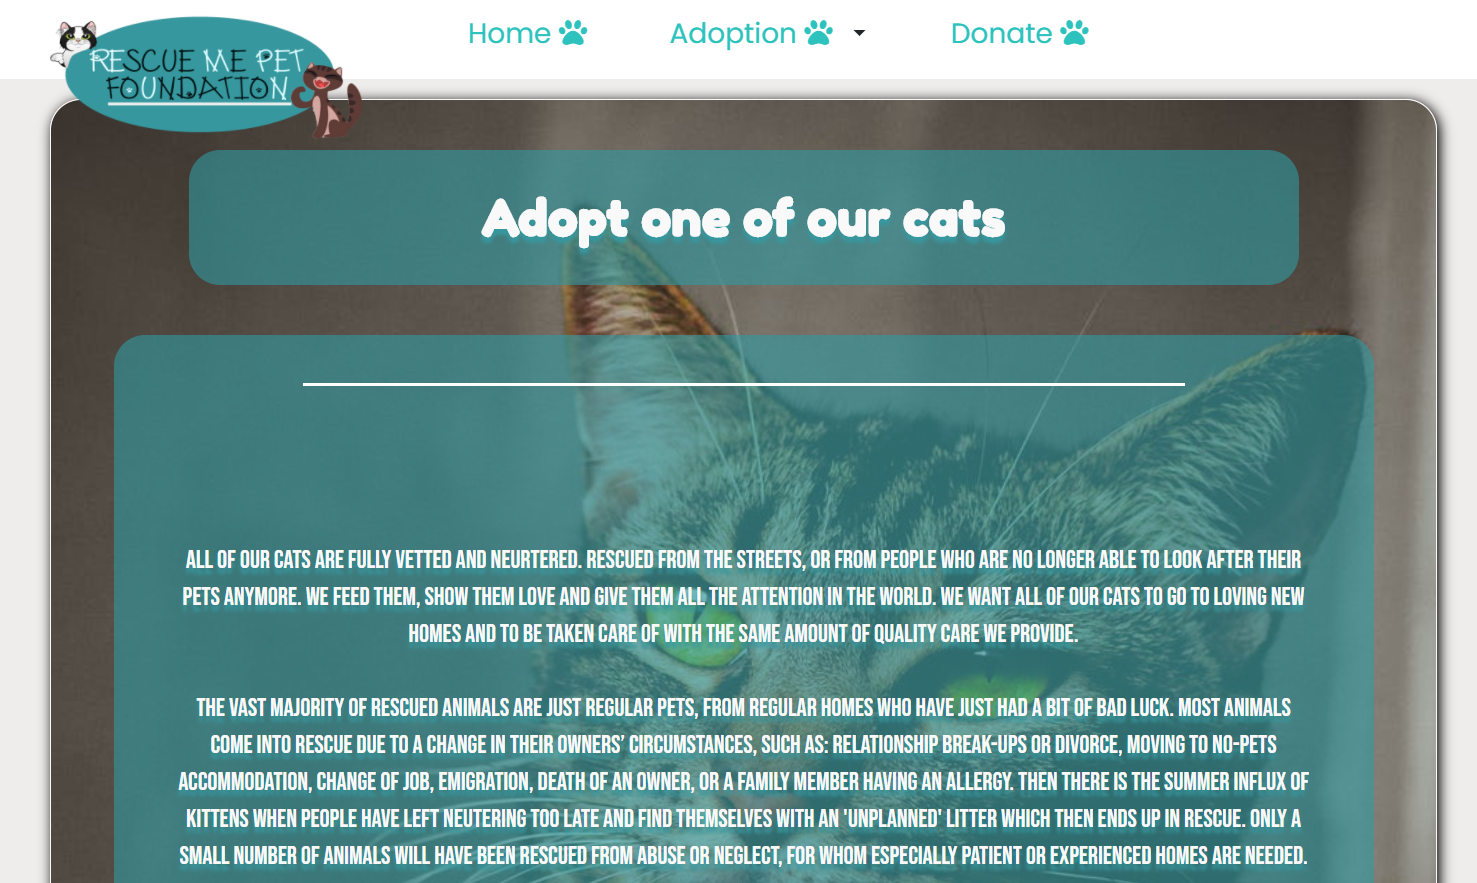 RESCUE ME PET
FOUNDATION
Home
Adoption
Donate
Adopt one of our cats
ALL OF OUR CATS ARE FULLY VETTED AND NEURTERED. RESCUED FROM THE STREETS, OR FROM PEOPLE WHO ARE NO LONGER ABLE TO LOOK AFTER THEIR
PETS ANYMORE. WE FEED THEM, SHOW THEM LOVE AND GIVE THEM ALL THE ATTENTION IN THE WORLD. WE WANT ALL OF OUR CATS TO GO TO LOVING NEW
HOMES AND TO BE TAKEN CARE OF WITH THE SAME AMOUNT OF QUALITY CARE WE PROVIDE.
THE VAST MAJORITY OF RESCUED ANIMALS ARE JUST REGULAR PETS, FROM REGULAR HOMES WHO HAVE JUST HAD A BIT OF BAD LUCK. MOST ANIMALS
COME INTO RESCUE DUE TO A CHANGE IN THEIR OWNERS’ CIRCUMSTANCES, SUCH AS: RELATIONSHIP BREAK-UPS OR DIVORCE, MOVING TO NO-PETS
ACCOMMODATION, CHANGE OF JOB, EMIGRATION, DEATH OF AN OWNER, OR A FAMILY MEMBER HAVING AN ALLERGY. THEN THERE IS THE SUMMER INFLUX OF
KITTENS WHEN PEOPLE HAVE LEFT NEUTERING TOO LATE AND FIND THEMSELVES WITH AN 'UNPLANNED' LITTER WHICH THEN ENDS UP IN RESCUE. ONLY A
SMALL NUMBER OF ANIMALS WILL HAVE BEEN RESCUED FROM ABUSE OR NEGLECT, FOR WHOM ESPECIALLY PATIENT OR EXPERIENCED HOMES ARE NEEDED.